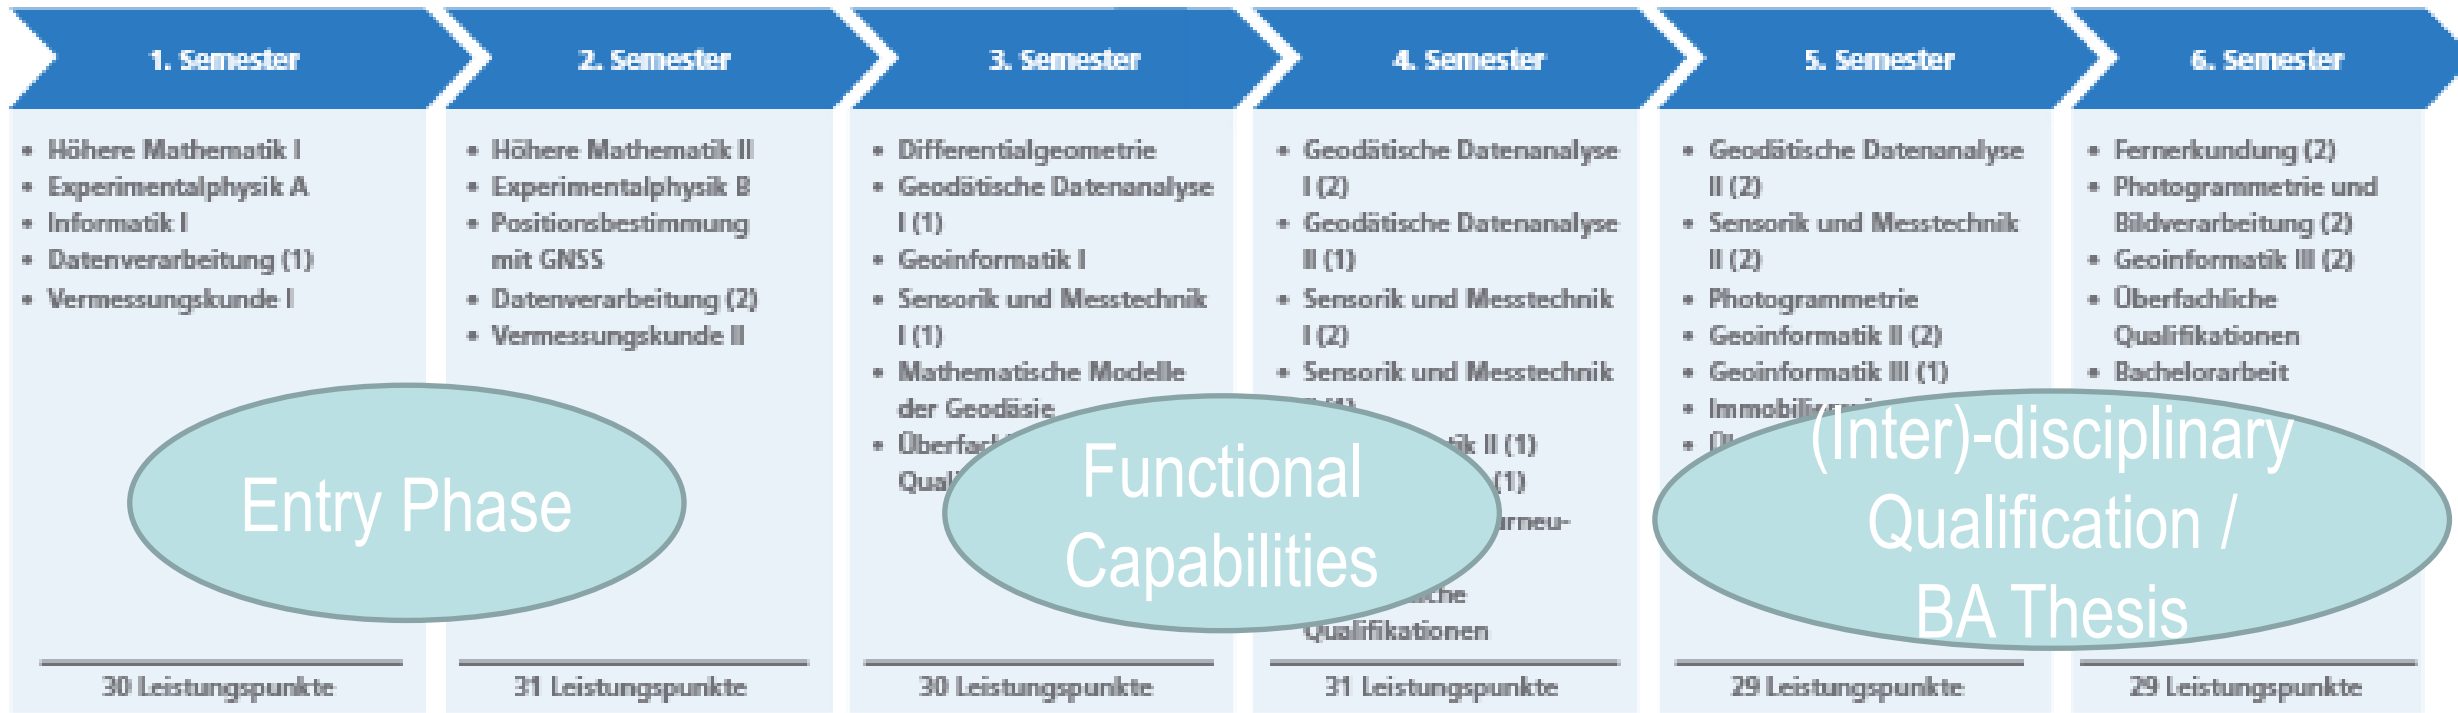 1. Semester
• Höhere Mathematik I
• Experimentalphysik A
• Informatik I
• Datenverarbeitung (1)
• Vermessungskunde I
30 Leistungspunkte
2. Semester
• Höhere Mathematik II
• Experimentalphysik B
• Positionsbestimmung
mit GNSS
• Datenverarbeitung (2)
• Vermessungskunde II
31 Leistungspunkte
Entry Phase
3. Semester
• Differentialgeometrie
• Geodätische Datenanalyse
I (1)
• Geoinformatik I
• Sensorik und Messtechnik
I (1)
• Mathematische Modelle
der Geodäsie
30 Leistungspunkte
4. Semester
• Geodätische Datenanalyse
I (2)
• Geodätische Datenanalyse
II (1)
• Sensorik und Messtechnik
I (2)
• Sensorik und Messtechnik
(1)
II (1)
(1)
Qualifikationen
31 Leistungspunkte
Functional
Capabilities
5. Semester
• Geodätische Datenanalyse
II (2)
• Sensorik und Messtechnik
II (2)
• Photogrammetrie
• Geoinformatik II (2)
• Geoinformatik III (1)
29 Leistungspunkte
6. Semester
• Fernerkundung (2)
• Photogrammetrie und
Bildverarbeitung (2)
• Geoinformatik III (2)
• Überfachliche
Qualifikationen
• Bachelorarbeit
29 Leistungspunkte
(Inter)-disciplinary
Qualification /
BA Thesis